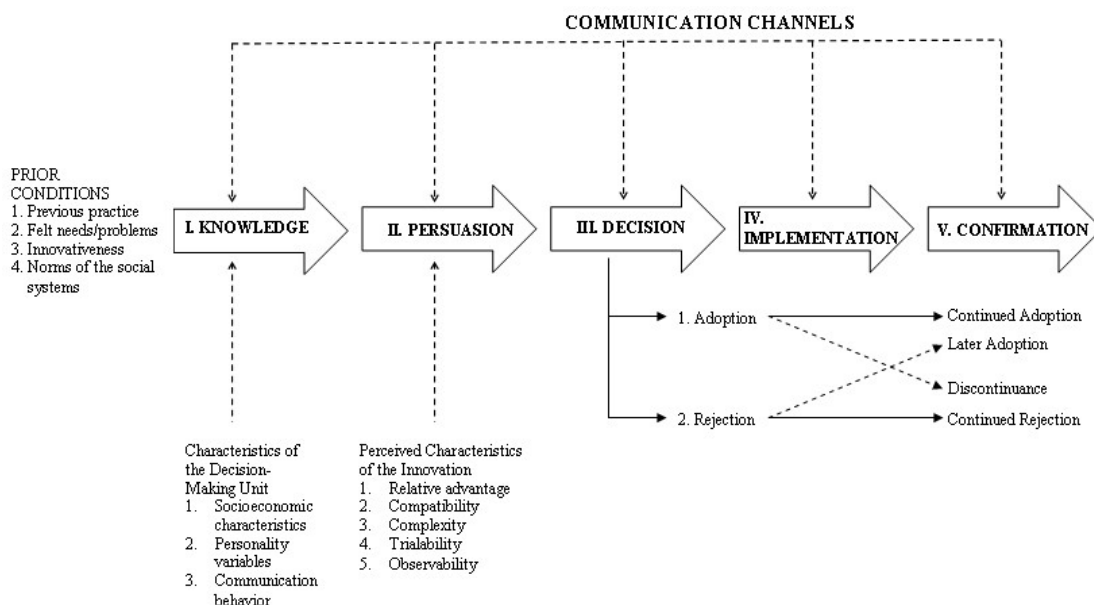 COMMUNICATION CHANNELS
PRIOR
CONDITIONS
1. Previous practice
2. Felt needs/problems
3. Innovativeness
4. Norms of the social
systems
I. KNOWLEDGE
II. PERSUASION
III. DECISION
IV.
IMPLEMENTATION
V. CONFIRMATION
1. Adoption
2. Rejection
Continued Adoption
Later Adoption
Discontinuance
Continued Rejection
Characteristics of
the Decision-
Making Unit
1. Socioeconomic
characteristics
2. Personality
variables
3. Communication
behavior
Perceived Characteristics
of the Innovation
1. Relative advantage
2. Compatibility
3. Complexity
4. Trialability
5. Observability